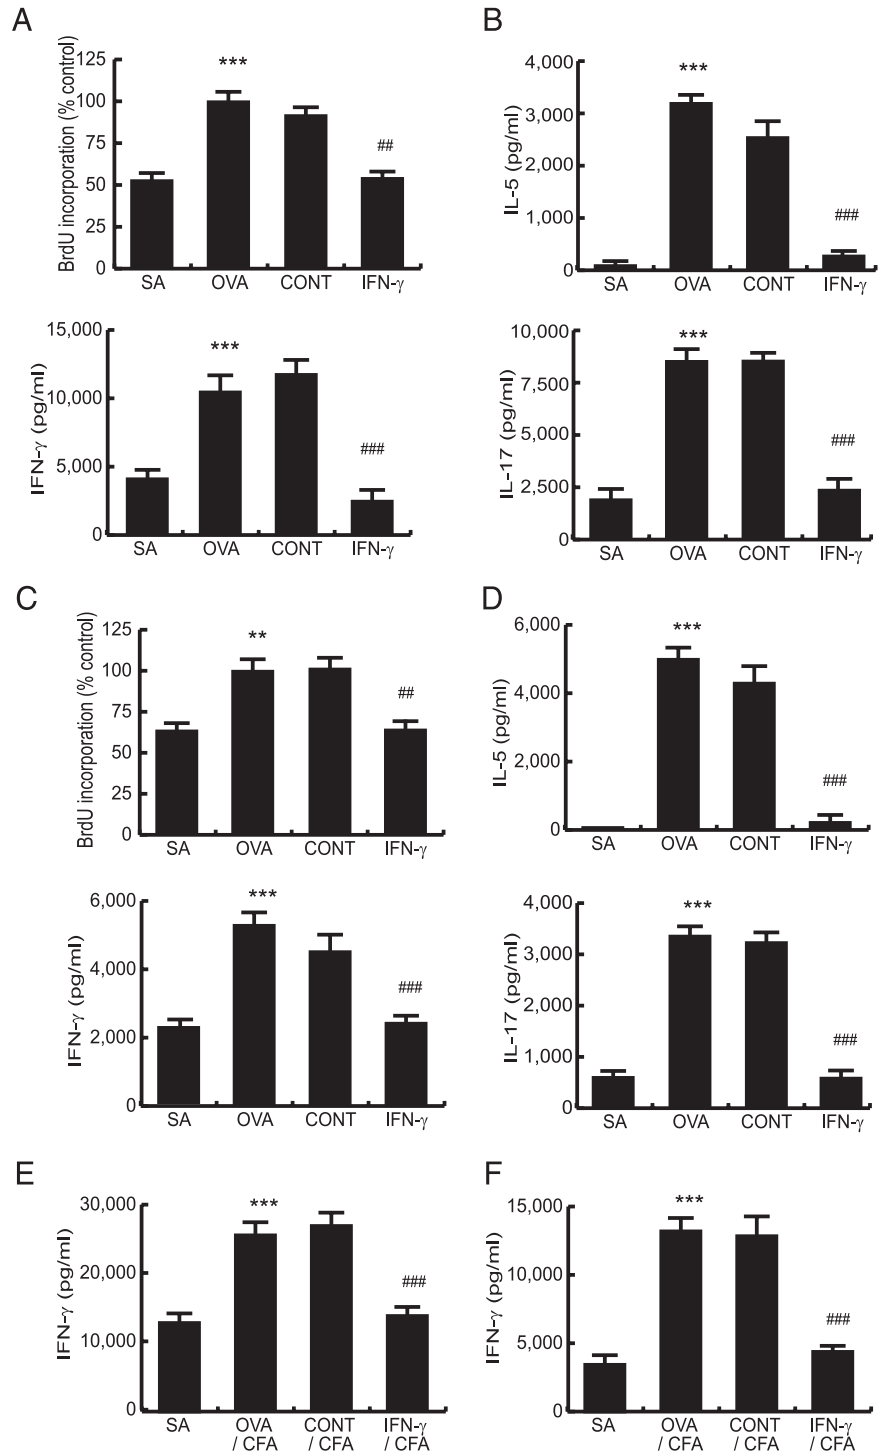 A
BrdU incorporation (% control)
125
100
75
50
25
0
***
##
SA OVA CONT IFN-γ
B
IL-5 (pg/ml)
4,000
3,000
2,000
1,000
0
***
###
SA OVA CONT IFN-γ
IFN-γ (pg/ml)
15,000
10,000
5,000
0
***
###
SA OVA CONT IFN-γ
IL-17 (pg/ml)
10,000
7,500
5,000
2,500
0
***
###
SA OVA CONT IFN-γ
C
BrdU incorporation (% control)
125
100
75
50
25
0
**
##
SA OVA CONT IFN-γ
D
IL-5 (pg/ml)
6,000
4,000
2,000
0
***
###
SA OVA CONT IFN-γ
IFN-γ (pg/ml)
6,000
4,000
2,000
0
***
###
SA OVA CONT IFN-γ
IL-17 (pg/ml)
4,000
3,000
2,000
1,000
0
***
###
SA OVA CONT IFN-γ
E
IFN-γ (pg/ml)
30,000
20,000
10,000
0
***
###
SA OVA CONT IFN-γ
/ CFA / CFA / CFA
F
IFN-γ (pg/ml)
15,000
10,000
5,000
0
***
###
SA OVA CONT IFN-γ
/ CFA / CFA / CFA